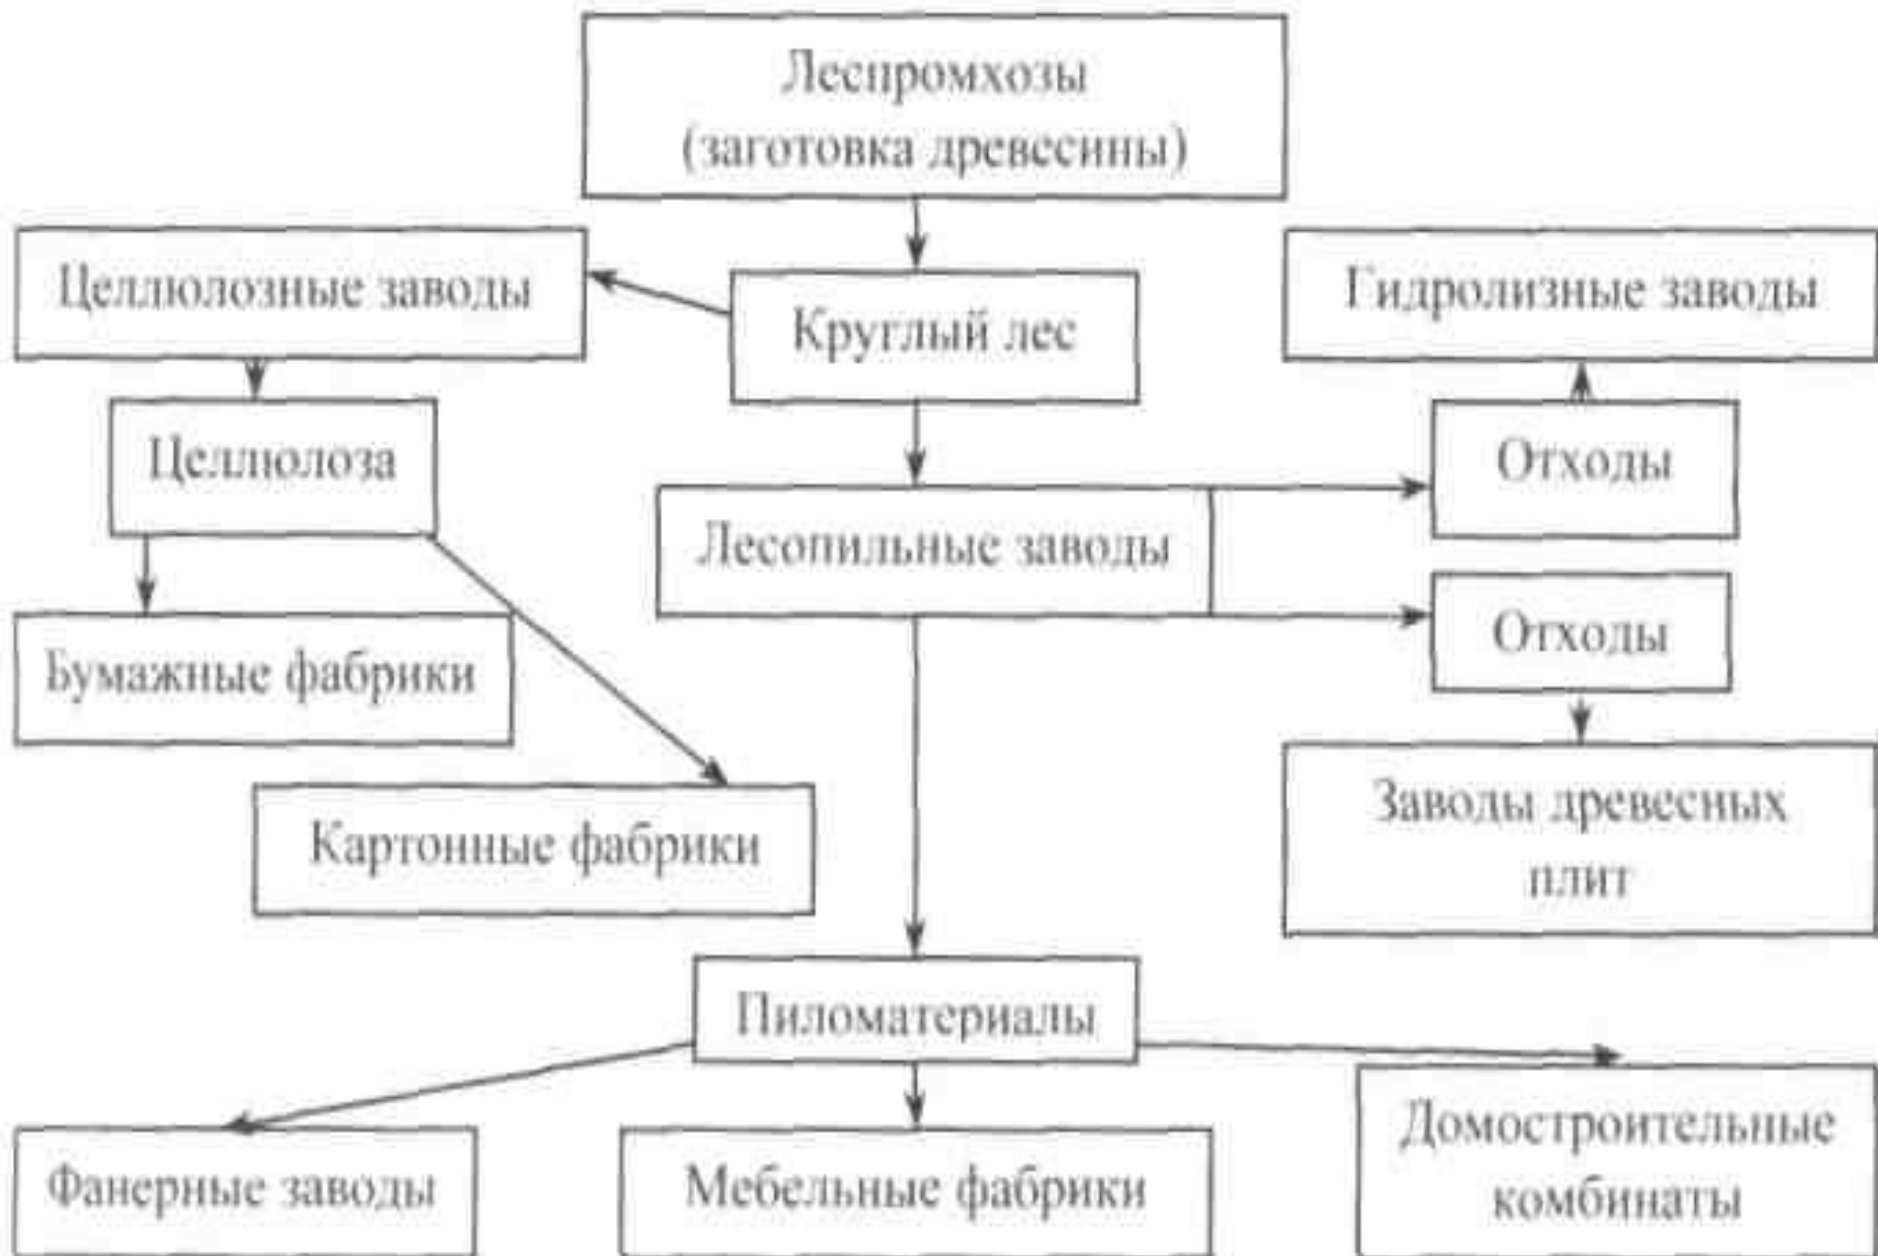 Леспромхозы
(заготовка древесины)
Целлюлозные заводы
Круглый лес
Гидролизные заводы
Целлюлоза
Отходы
Лесопильные заводы
Отходы
Бумажные фабрики
Картонные фабрики
Заводы древесных
плит
Пиломатериалы
Фанерные заводы
Мебельные фабрики
Домостроительные
комбинаты